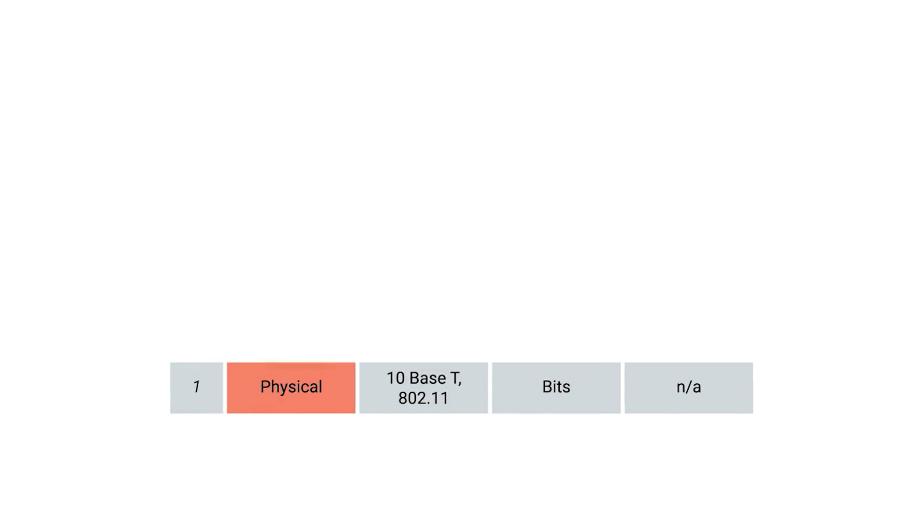 1
Physical
10 Base T,
802.11
Bits
n/a